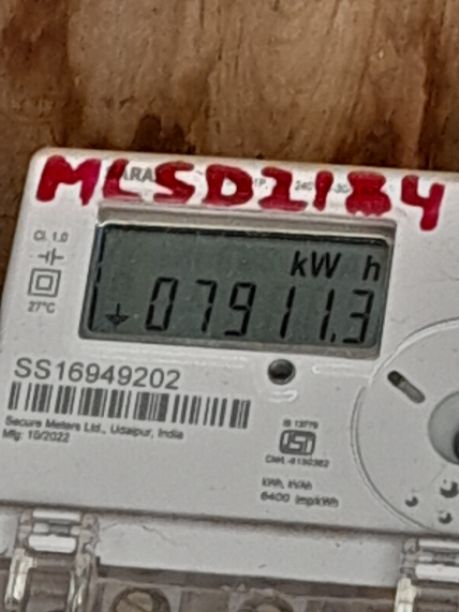 MLSD2184
Cl. 1.0
27°C
kW h
07911.3
SS16949202
Secure Meters Ltd., Udaipur, India
Mfg: 10/2022
IS 13779
kWh, kVAh
6400 imp/kWh